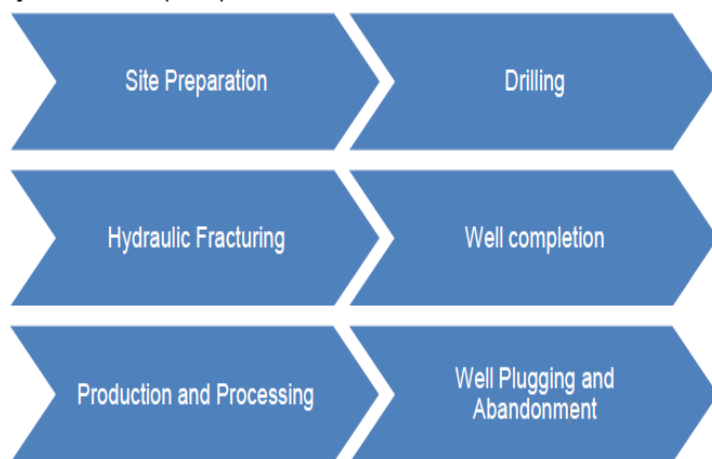 Site Preparation
Drilling
Hydraulic Fracturing
Well completion
Production and Processing
Well Plugging and
Abandonment